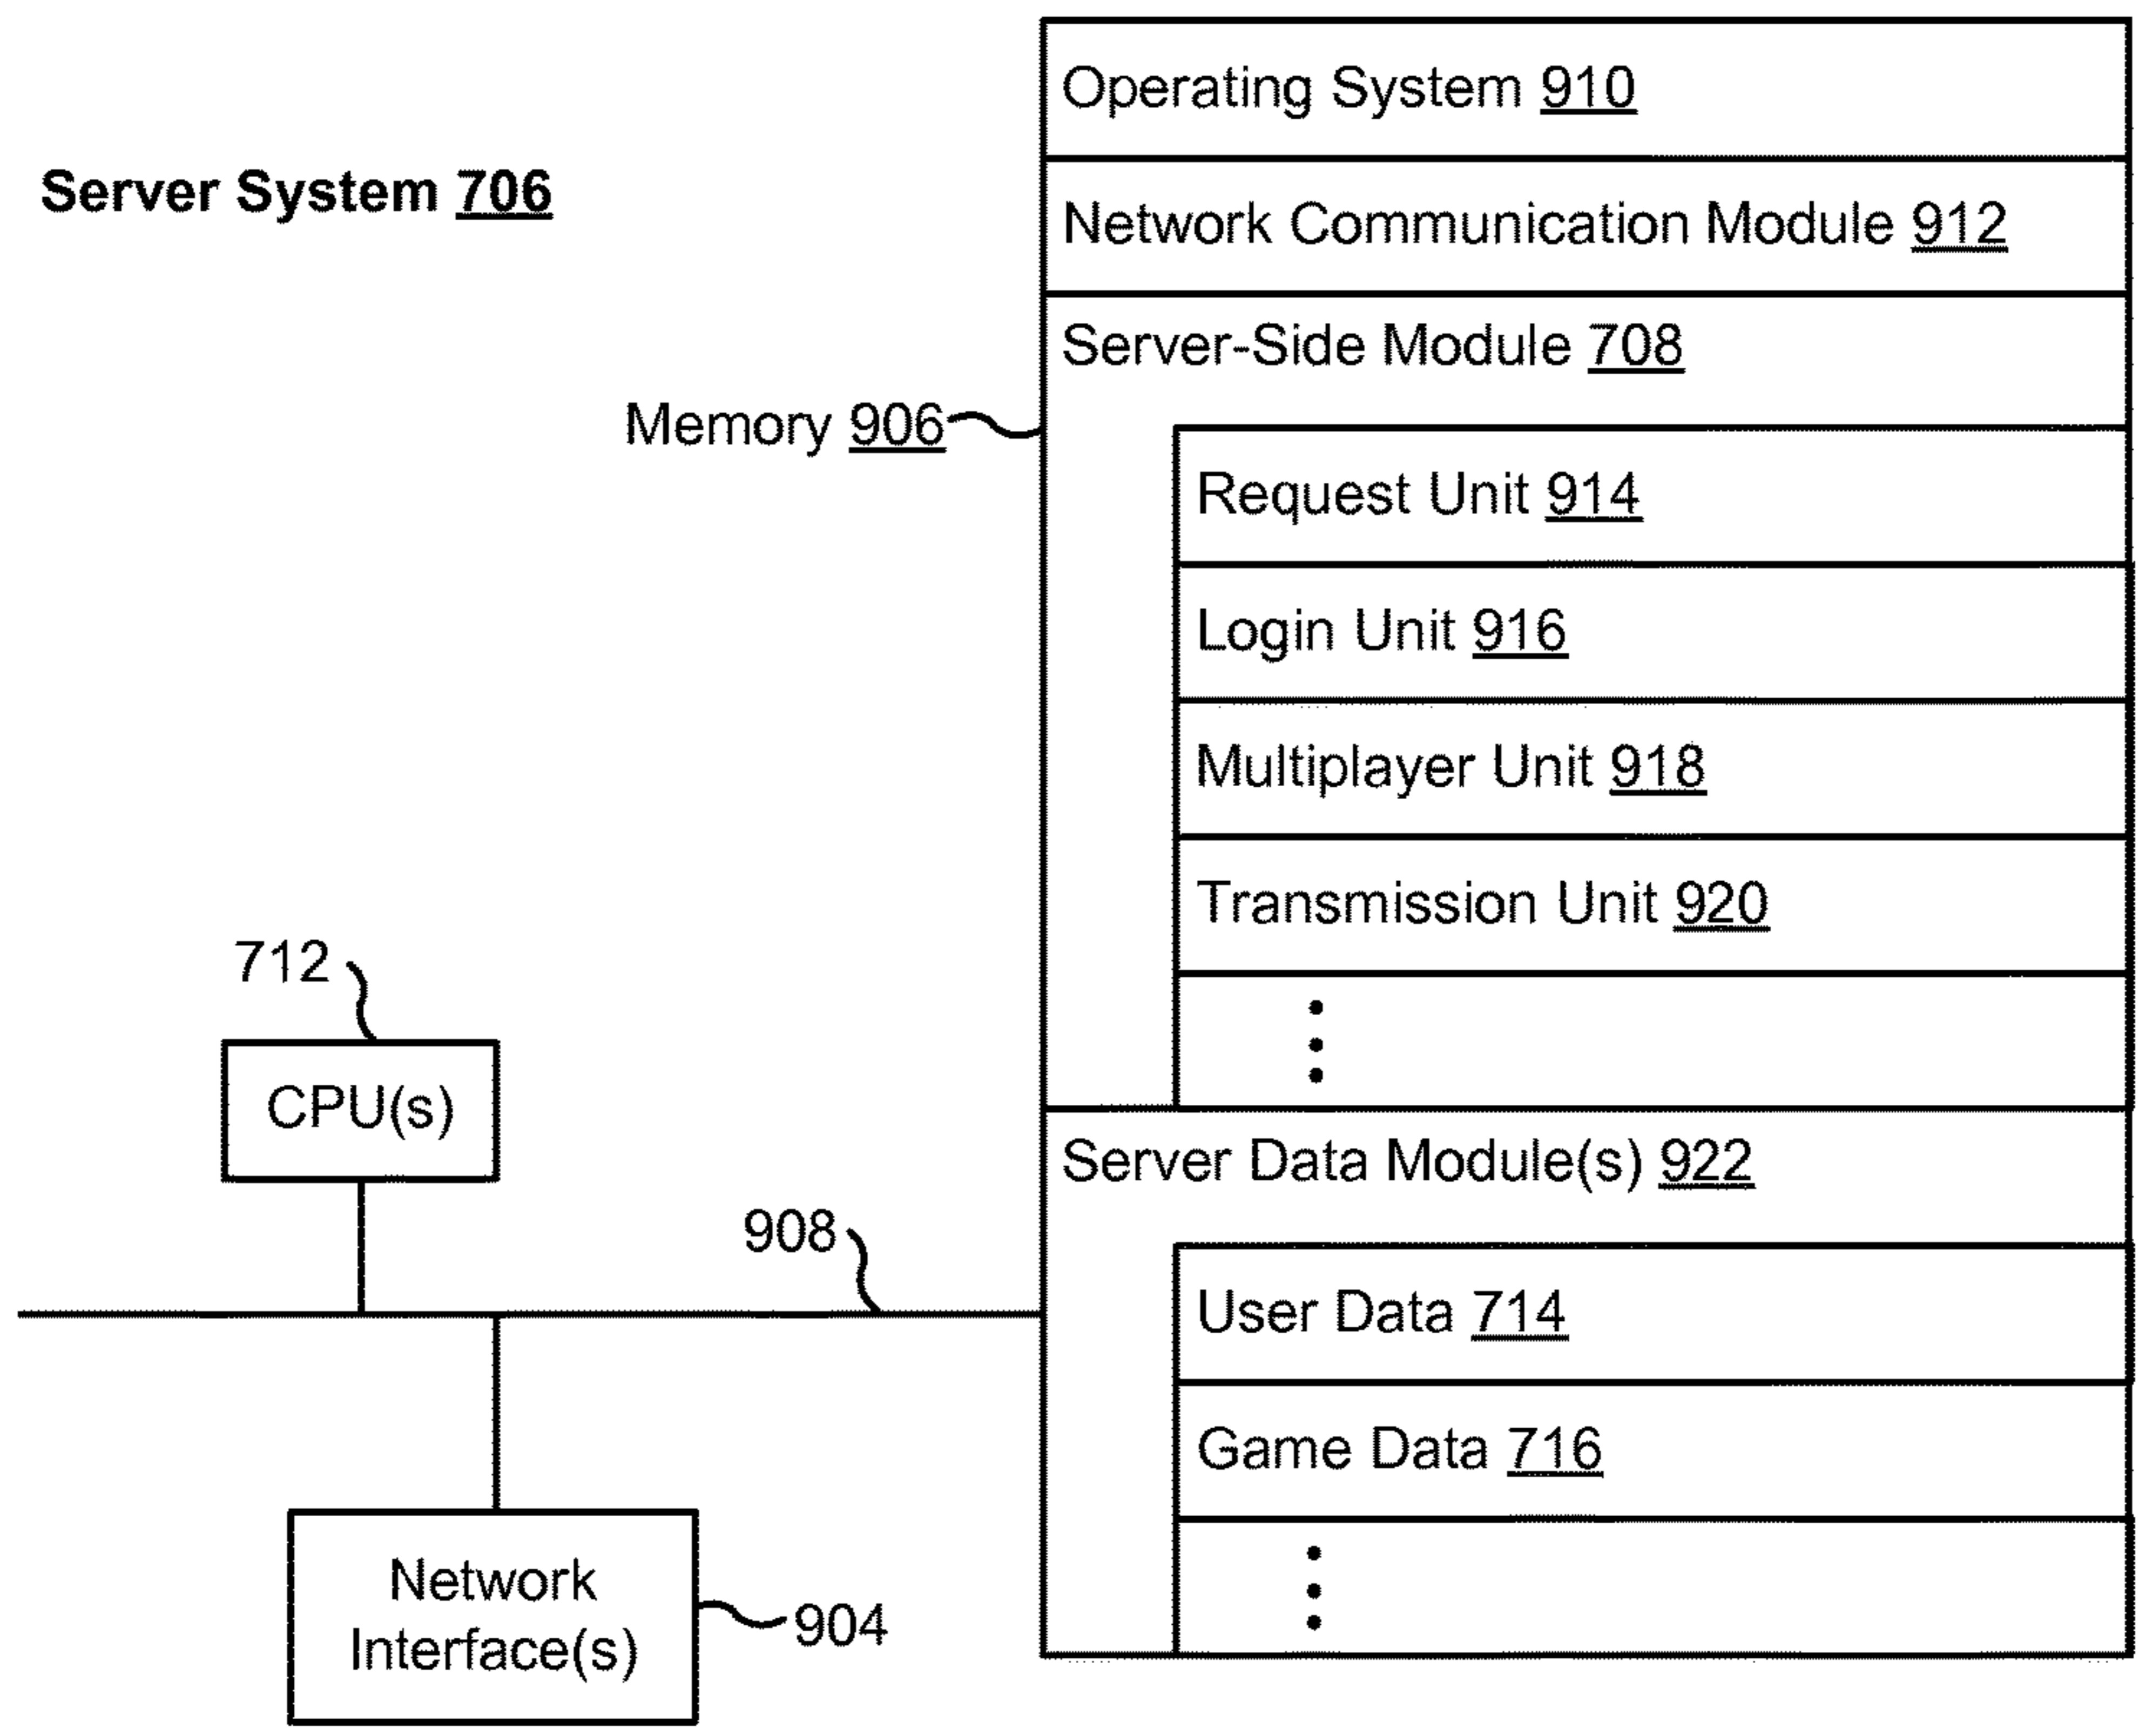 Server System 706
Operating System 910
Network Communication Module 912
Server-Side Module 708
Memory 906
Request Unit 914
Login Unit 916
Multiplayer Unit 918
Transmission Unit 920
712
CPU(s)
Server Data Module(s) 922
908
User Data 714
Game Data 716
Network
Interface(s)
904